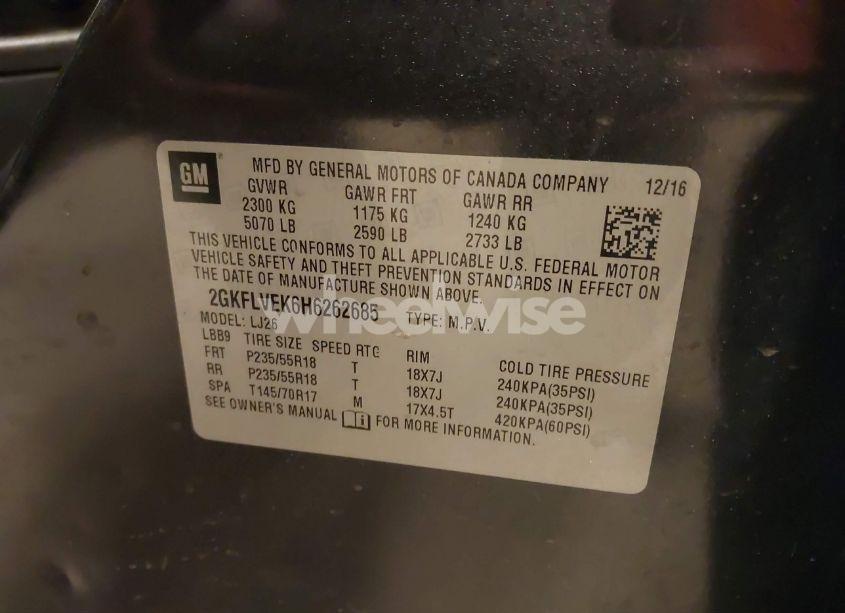 GM
MFD BY GENERAL MOTORS OF CANADA COMPANY 12/16
GVWR GAWR FRT GAWR RR
2300 KG 1175 KG 1240 KG
5070 LB 2590 LB 2733 LB
THIS VEHICLE CONFORMS TO ALL APPLICABLE U.S. FEDERAL MOTOR
VEHICLE SAFETY AND THEFT PREVENTION STANDARDS IN EFFECT ON
THE DATE OF MANUFACTURE SHOWN ABOVE.
2GKFLVEK6H6262685 TYPE: M.P.V.
MODEL: LJ26
LBB9 TIRE SIZE SPEED RTG RIM COLD TIRE PRESSURE
FRT P235/55R18 T 18X7J 240KPA(35PSI)
RR P235/55R18 T 18X7J 240KPA(35PSI)
SPA T145/70R17 M 17X4.5T 420KPA(60PSI)
SEE OWNER'S MANUAL FOR MORE INFORMATION.
wheelwise